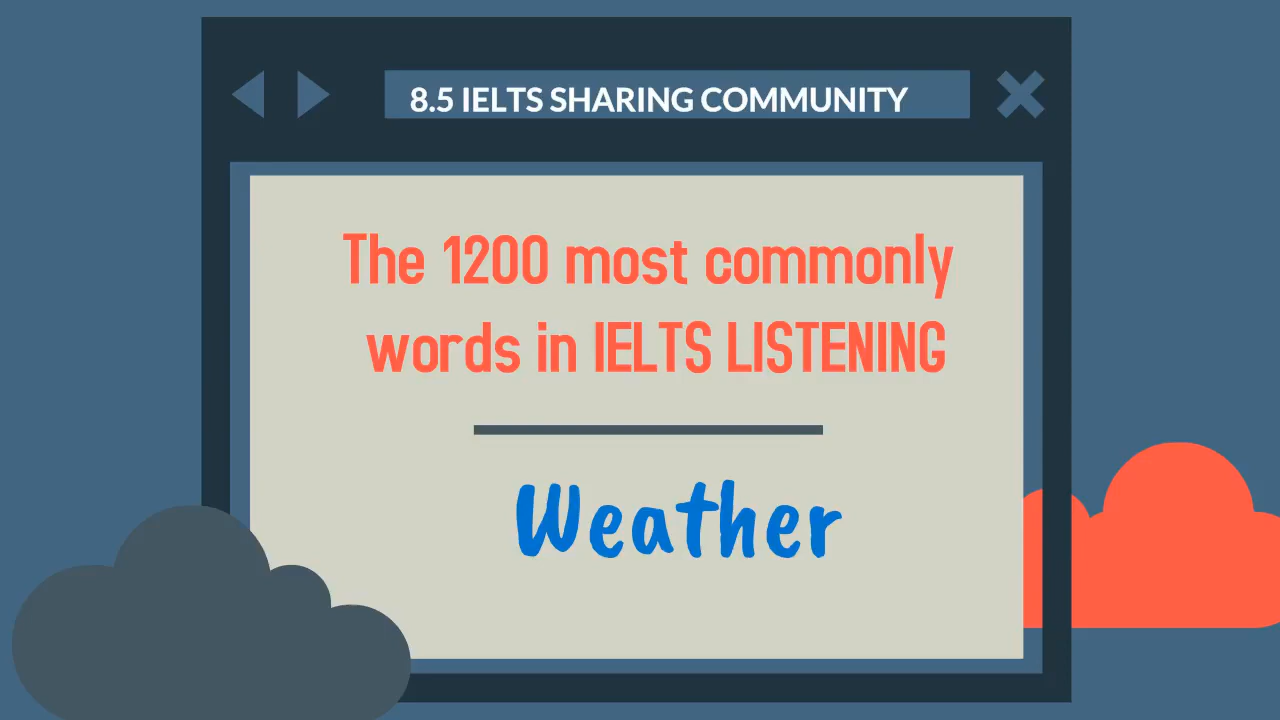 8.5 IELTS SHARING COMMUNITY
The 1200 most commonly
words in IELTS LISTENING
Weather